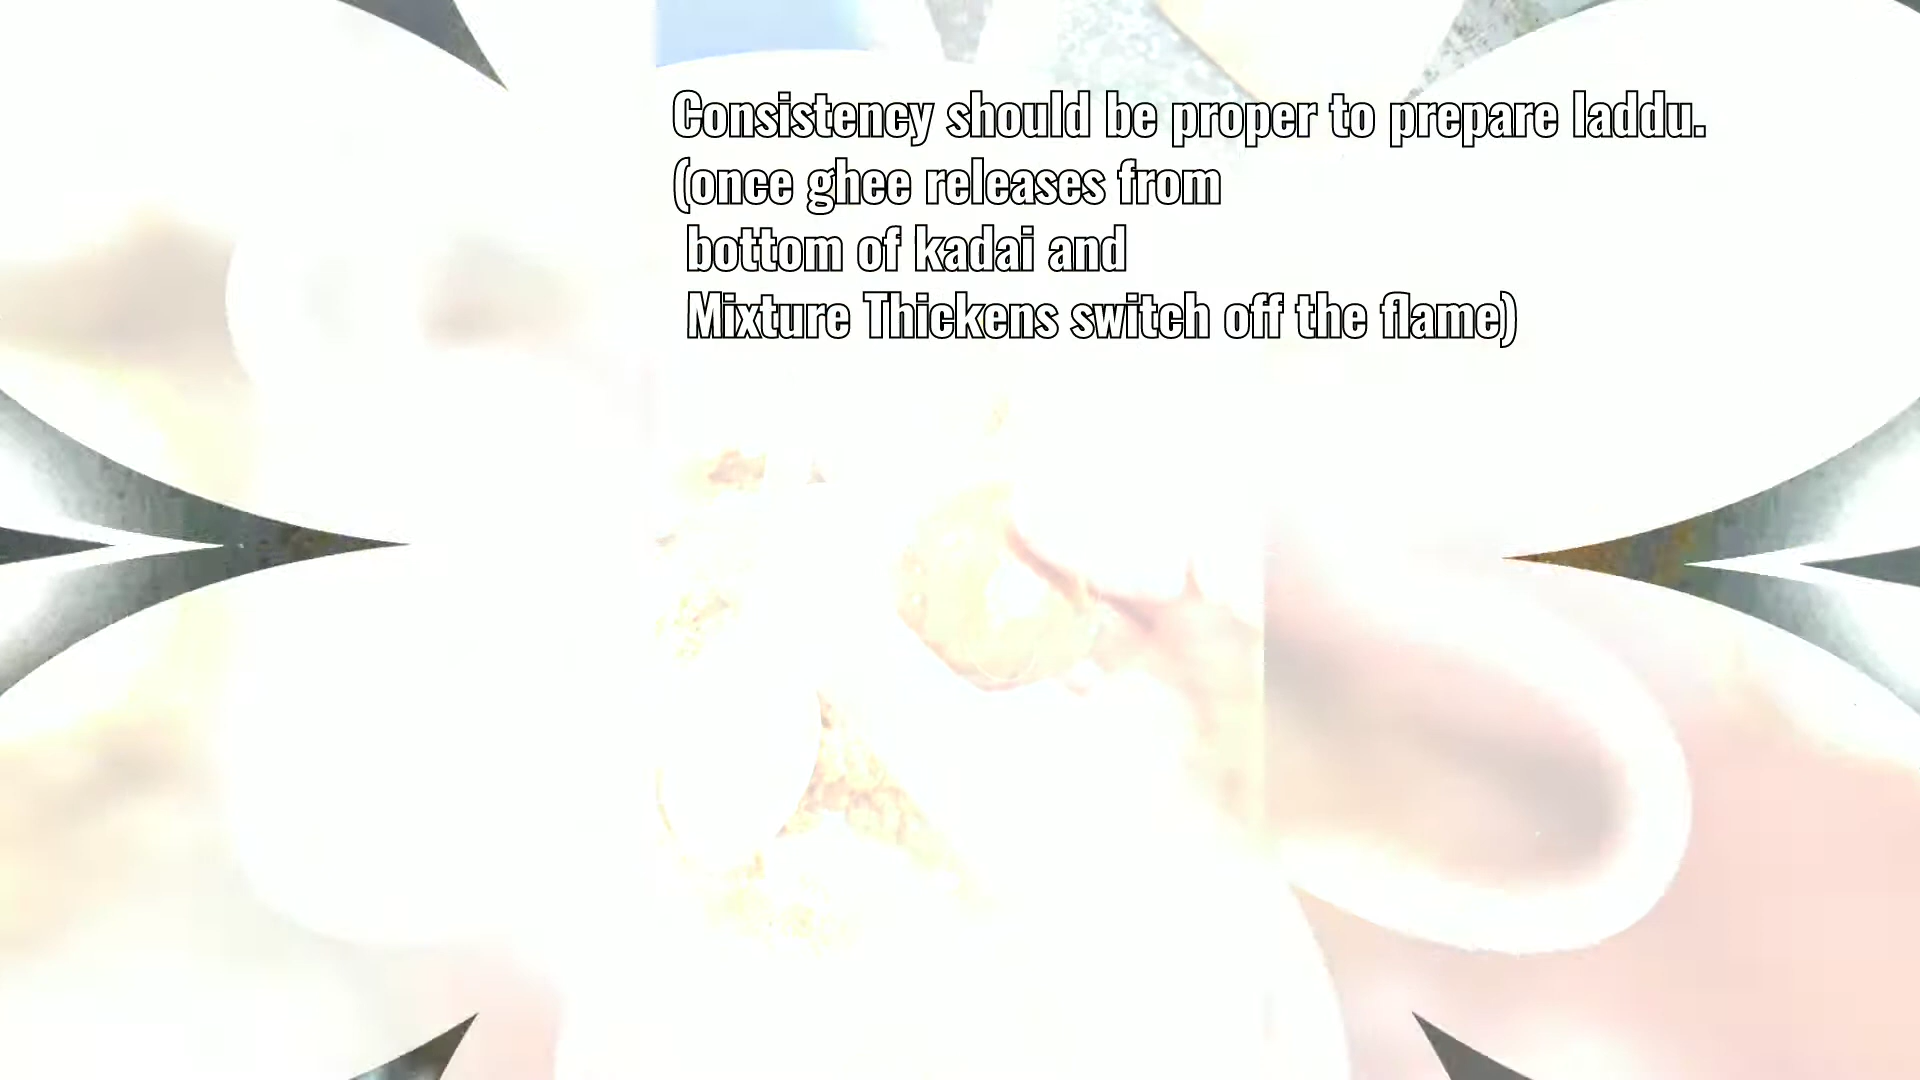 Consistency should be proper to prepare laddu.
(once ghee releases from
bottom of kadai and
Mixture Thickens switch off the flame)